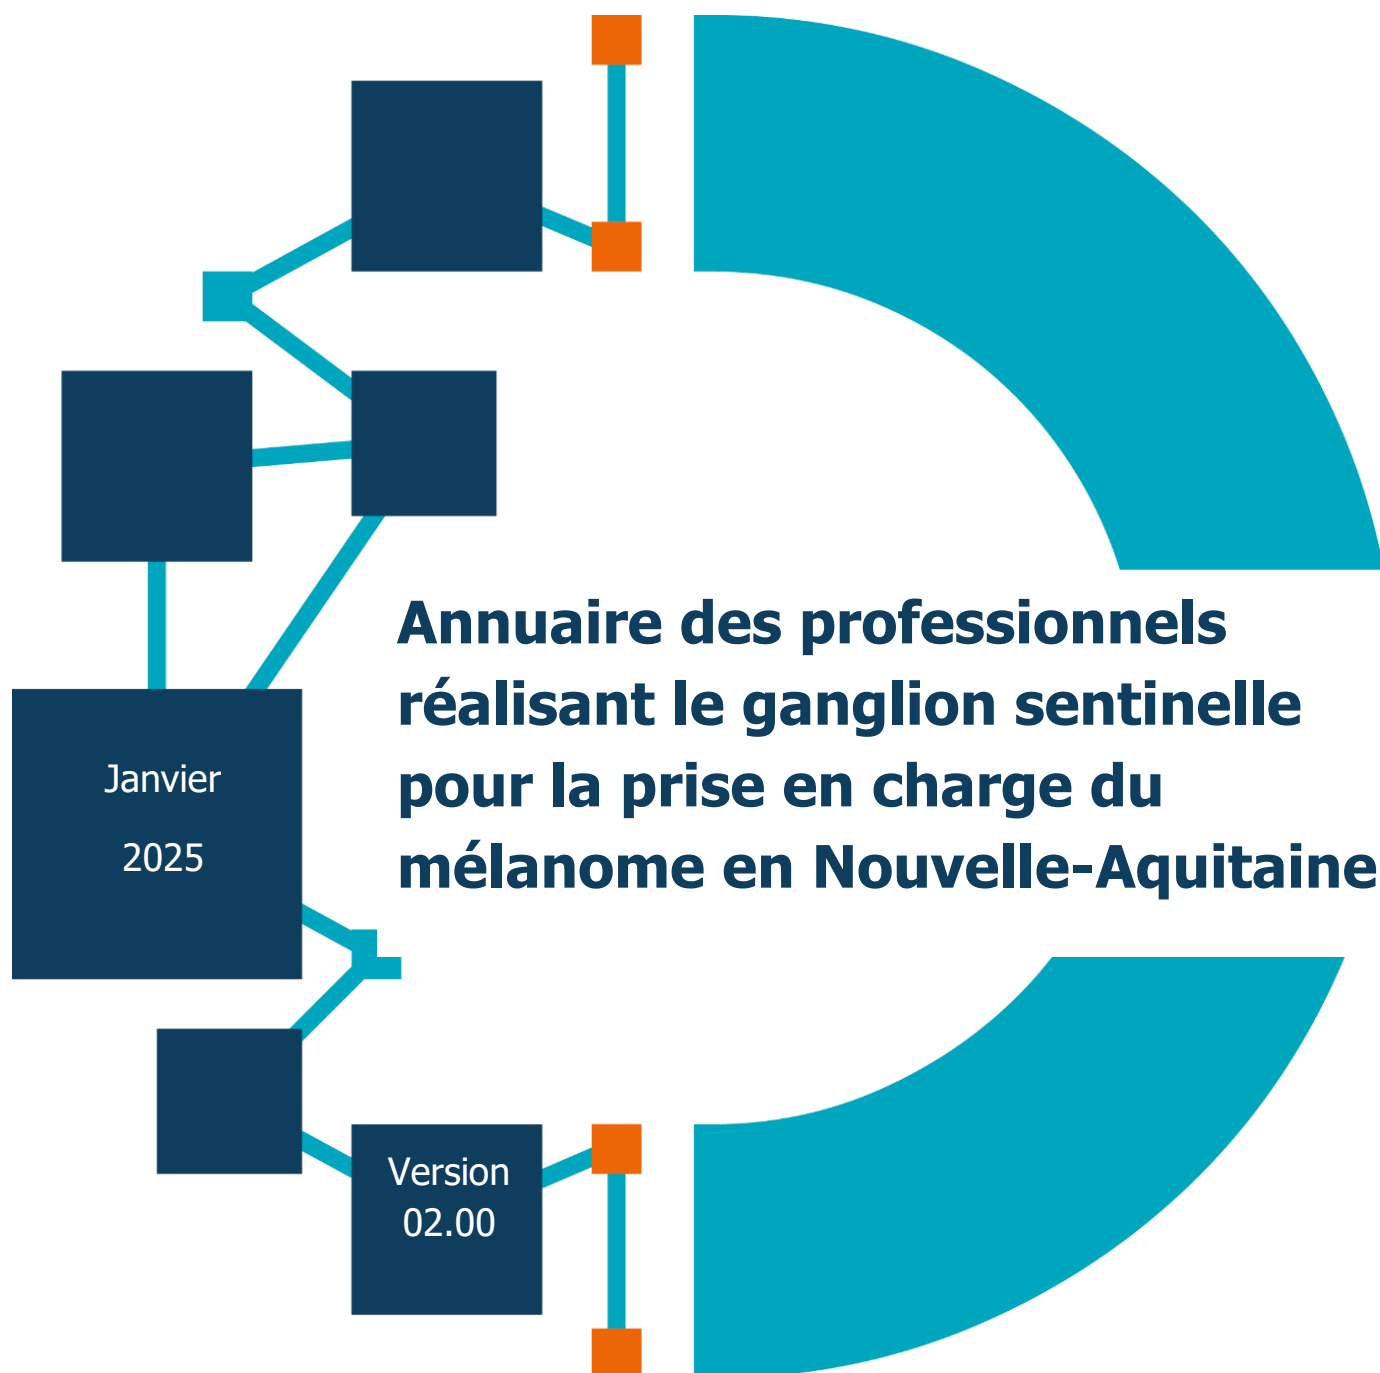 Annuaire des professionnels
réalisant le ganglion sentinelle
pour la prise en charge du
mélanome en Nouvelle-Aquitaine
Janvier
2025
Version
02.00